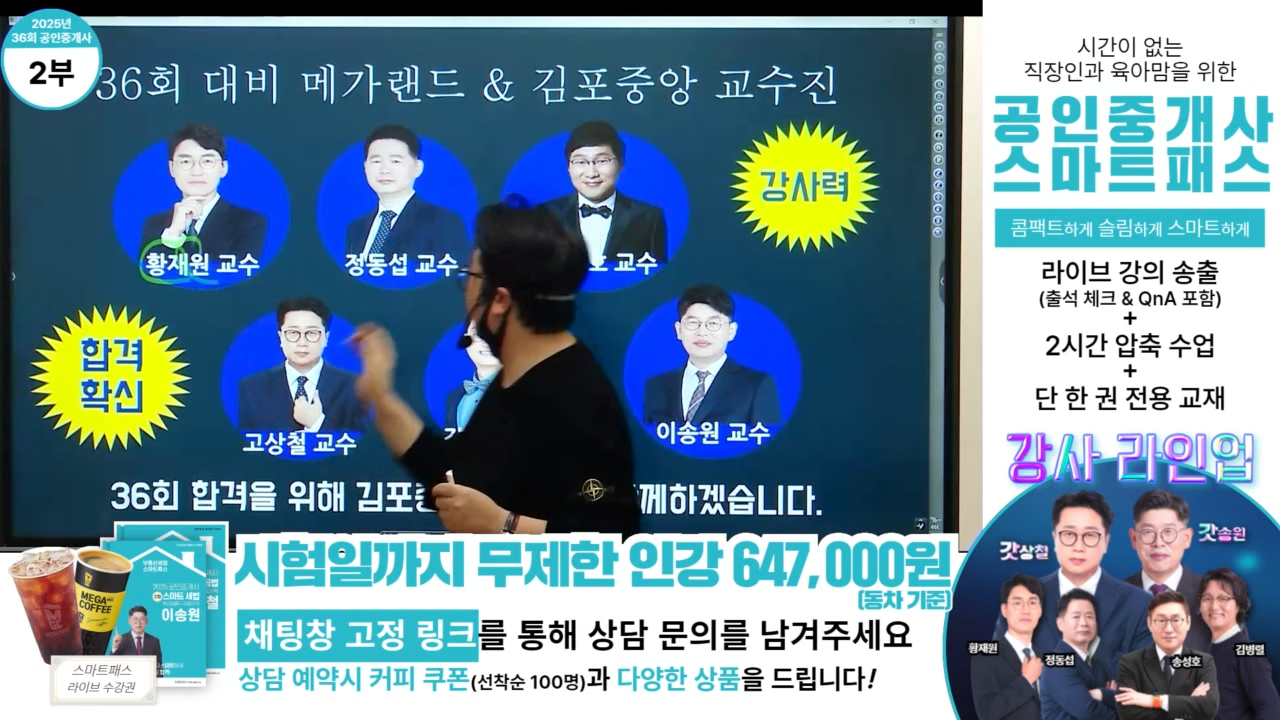 2025년
36회 공인중개사
2부
36회 대비 메가랜드 & 김포중앙 교수진
강사력
황재원 교수
정동섭 교수
교수
합격
확신
고상철 교수
이송원 교수
36회 합격을 위해 김포
하겠습니다.
시간이 없는
직장인과 육아맘을 위한
공인중개사
스마트패스
콤팩트하게 슬림하게 스마트하게
라이브 강의 송출
(출석 체크 & QnA 포함)
+
2시간 압축 수업
+
단 한 권 전용 교재
강사 라인업
갓상철
갓송원
황재원
정동섭
송성호
김병렬
MEGA
COFFEE
스마트 세법
이송원
스마트패스
라이브 수강권
시험일까지 무제한 인강 647,000원
(동차 기준)
채팅창 고정 링크를 통해 상담 문의를 남겨주세요
상담 예약시 커피 쿠폰(선착순 100명)과 다양한 상품을 드립니다!